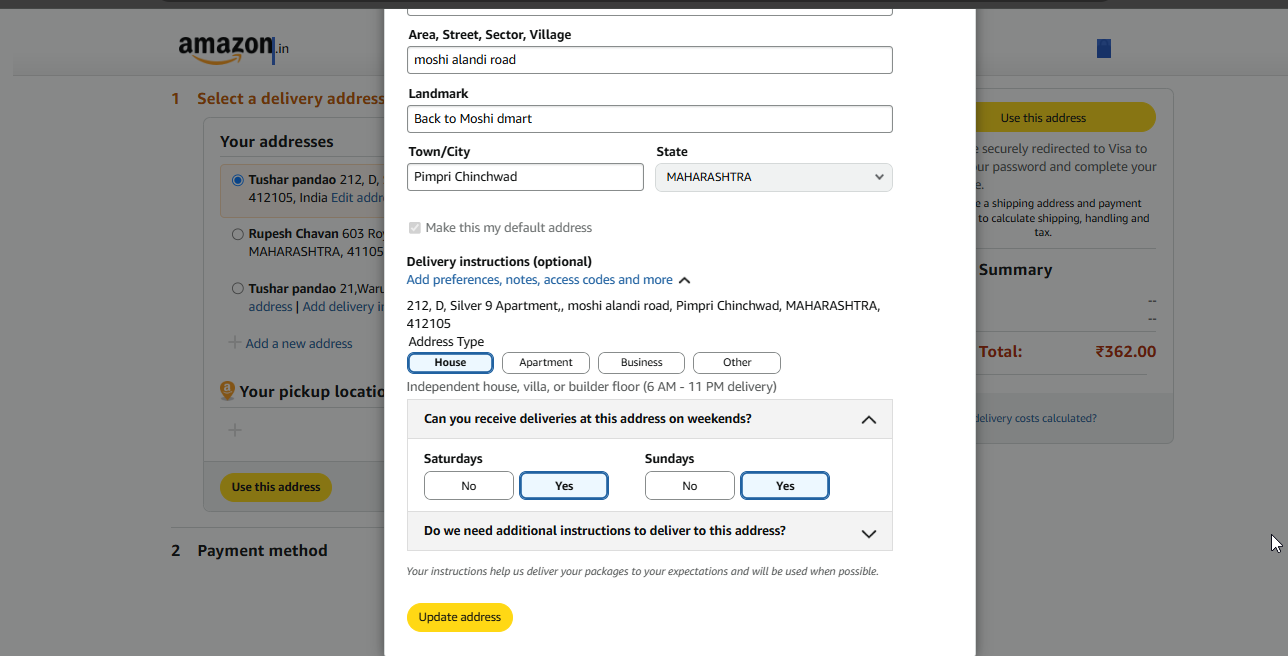 amazon.in
1 Select a delivery address
Your addresses
Tushar pandao 212, D,
412105, India Edit addre
Rupesh Chavan 603 Roy
MAHARASHTRA, 41105
Tushar pandao 21,Waru
address | Add delivery in
Add a new address
Your pickup locatio
Use this address
2 Payment method
Area, Street, Sector, Village
moshi alandi road
Landmark
Back to Moshi dmart
Town/City
State
Pimpri Chinchwad
MAHARASHTRA
Make this my default address
Delivery instructions (optional)
Add preferences, notes, access codes and more
212, D, Silver 9 Apartment,, moshi alandi road, Pimpri Chinchwad, MAHARASHTRA,
412105
Address Type
House
Apartment
Business
Other
Independent house, villa, or builder floor (6 AM - 11 PM delivery)
Can you receive deliveries at this address on weekends?
Saturdays
Sundays
No
Yes
No
Yes
Do we need additional instructions to deliver to this address?
Your instructions help us deliver your packages to your expectations and will be used when possible.
Update address
Use this address
e securely redirected to Visa to
ur password and complete your
e.
e a shipping address and payment
to calculate shipping, handling and
tax.
Summary
--
--
Total: ₹362.00
delivery costs calculated?